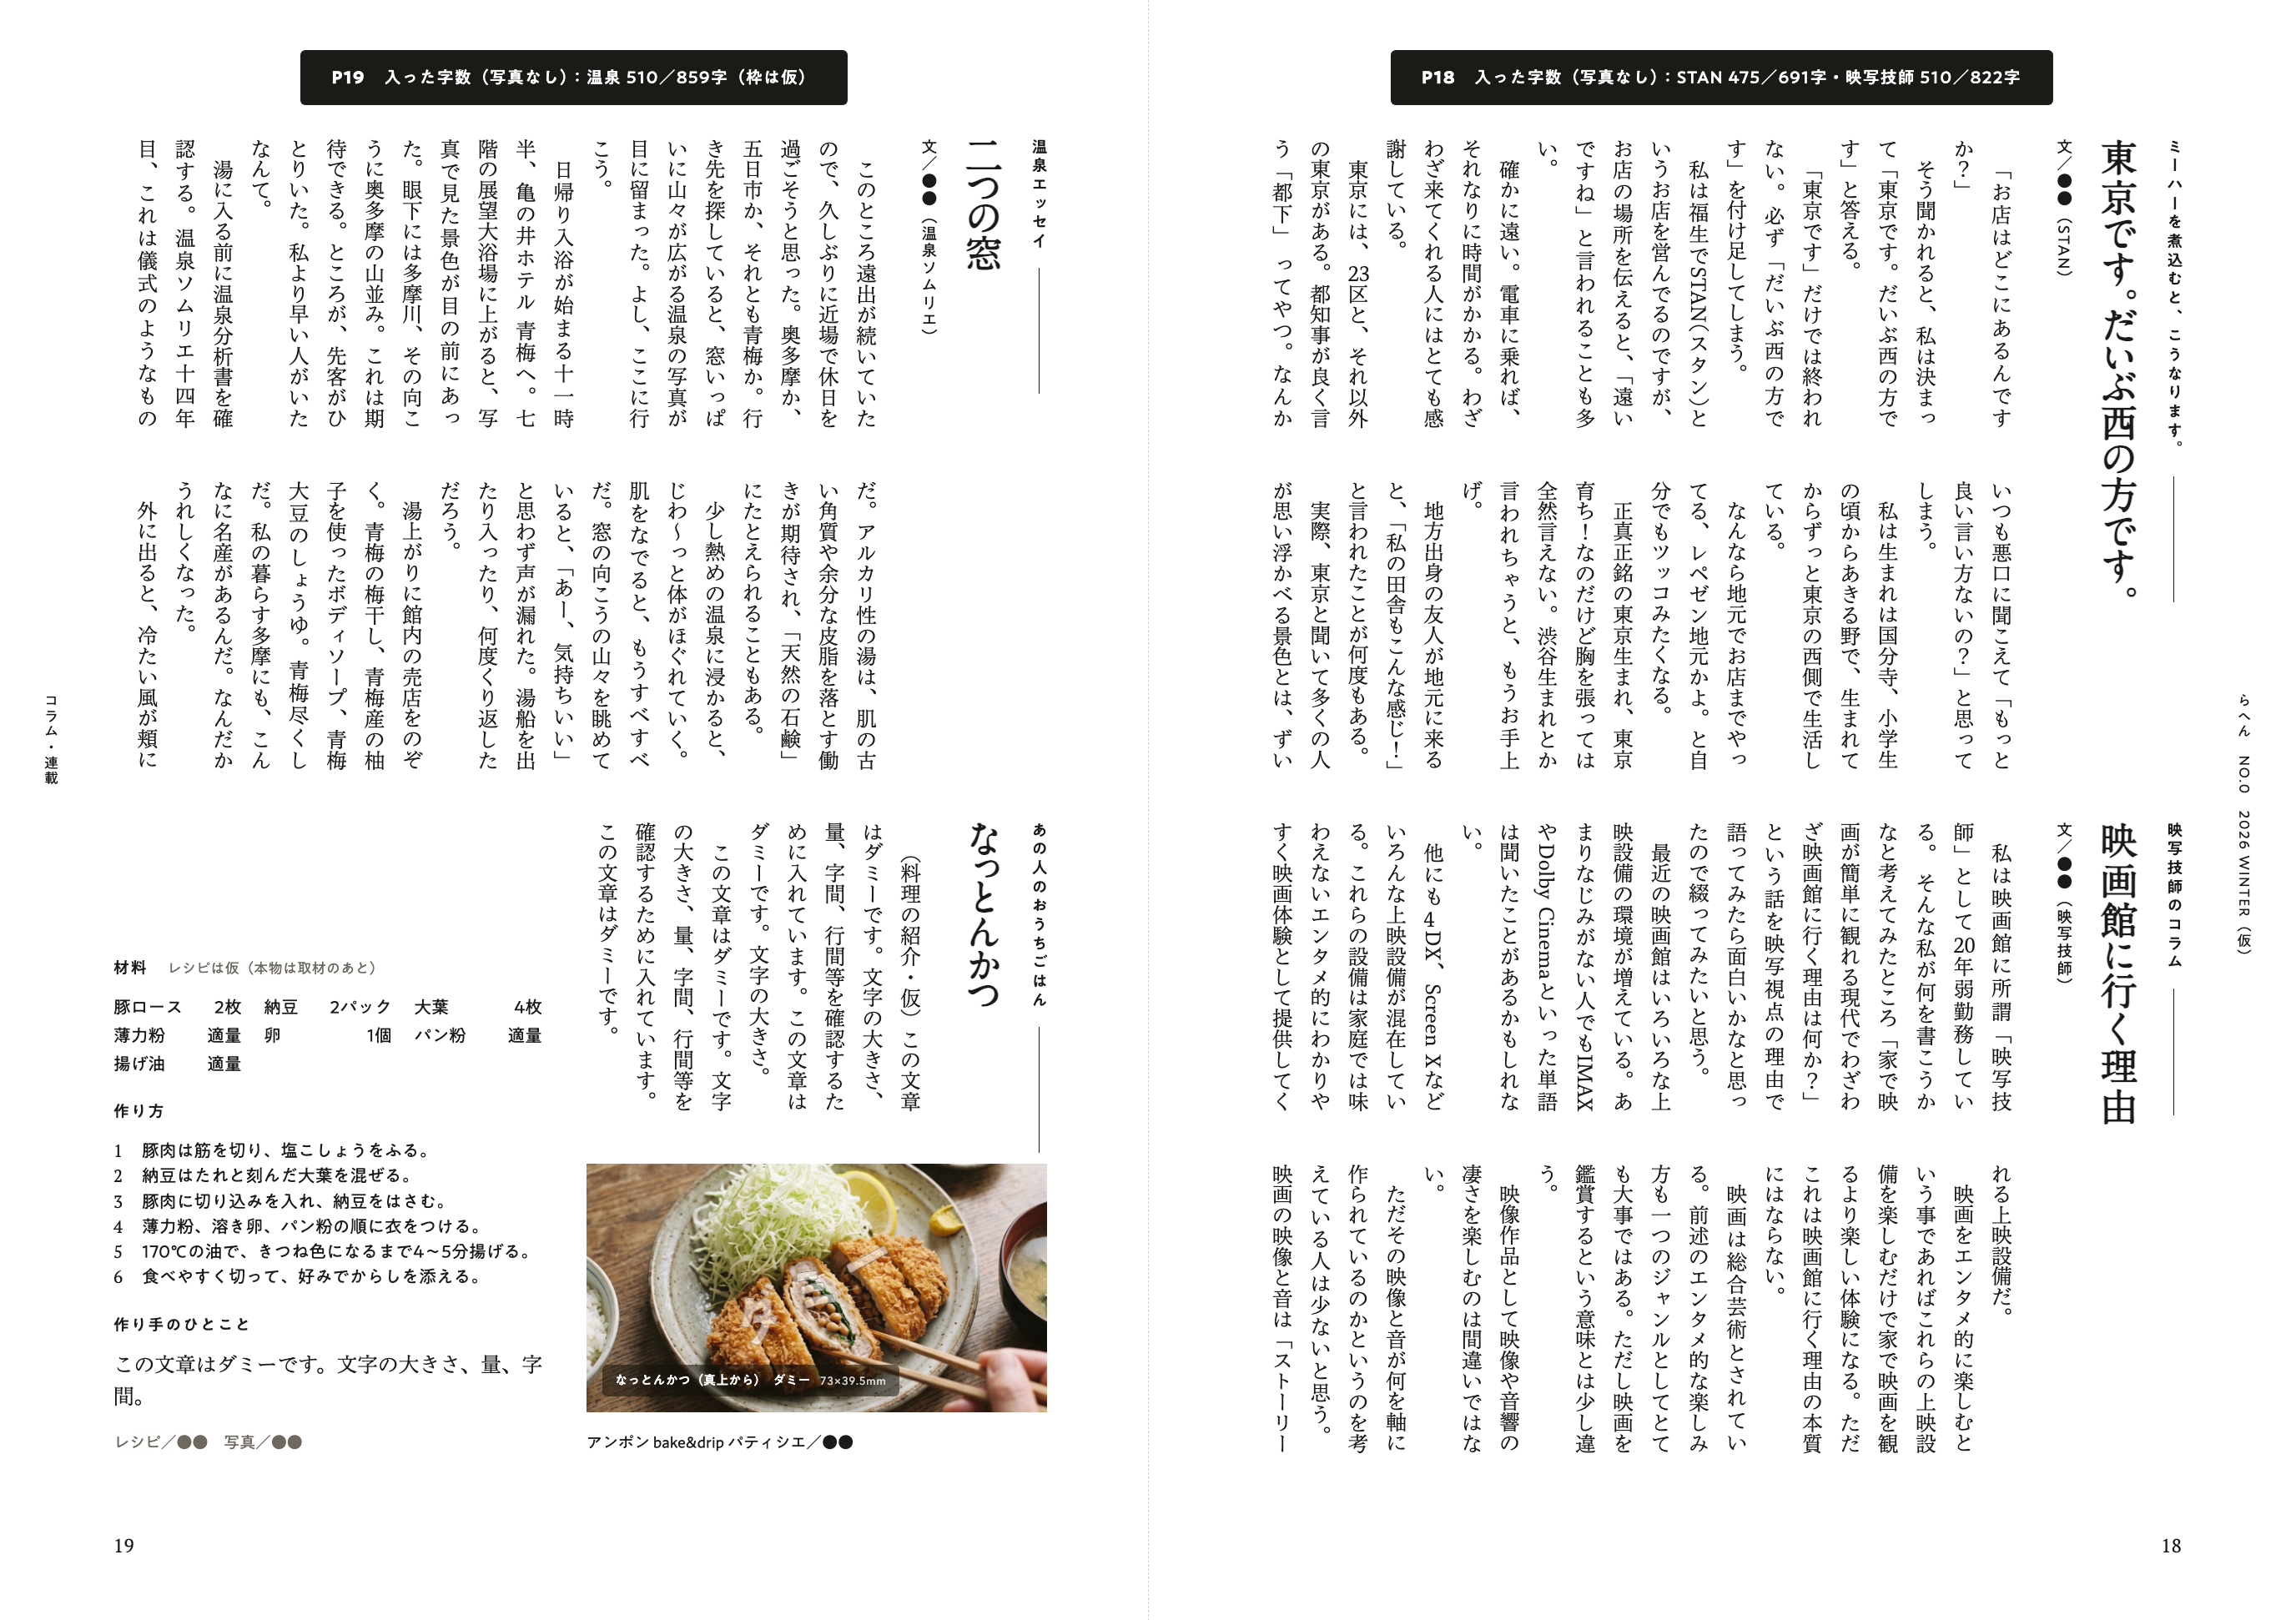 P18 入った字数（写真なし）：STAN 475／691字・映写技師 510／822字
らへん NO.0 2026 WINTER（仮）
ミーハーを煮込むと、こうなります。
東京です。だいぶ西の方です。
文／●●（STAN）
「お店はどこにあるんです
か？」
そう聞かれると、私は決まっ
て「東京です。だいぶ西の方で
す」と答える。
「東京です」だけでは終われ
ない。必ず「だいぶ西の方で
す」を付け足してしまう。
私は福生でSTAN（スタン）と
いうお店を営んでるのですが、
お店の場所を伝えると、「遠い
ですね」と言われることも多
い。
確かに遠い。電車に乗れば、
それなりに時間がかかる。わざ
わざ来てくれる人にはとても感
謝している。
東京には、23区と、それ以外
の東京がある。都知事が良く言
う「都下」ってやつ。なんか
いつも悪口に聞こえて「もっと
良い言い方ないの？」と思って
しまう。
私は生まれは国分寺、小学生
の頃からあきる野で、生まれて
からずっと東京の西側で生活し
ている。
なんなら地元でお店までやっ
てる、レペゼン地元かよ。と自
分でもツッコみたくなる。
正真正銘の東京生まれ、東京
育ち！なのだけど胸を張っては
全然言えない。渋谷生まれとか
言われちゃうと、もうお手上
げ。
地方出身の友人が地元に来る
と、「私の田舎もこんな感じ！」
と言われたことが何度もある。
実際、東京と聞いて多くの人
が思い浮かべる景色とは、ずい
映写技師のコラム
映画館に行く理由
文／●●（映写技師）
私は映画館に所謂「映写技
師」として20年弱勤務してい
る。そんな私が何を書こうか
なと考えてみたところ「家で映
画が簡単に観れる現代でわざわ
ざ映画館に行く理由は何か？」
という話を映写視点の理由で
語ってみたら面白いかなと思っ
たので綴ってみたいと思う。
最近の映画館はいろいろな上
映設備の環境が増えている。あ
まりなじみがない人でもIMAX
やDolby Cinemaといった単語
は聞いたことがあるかもしれな
い。
他にも4DX、Screen Xなど
いろんな上映設備が混在してい
る。これらの設備は家庭では味
わえないエンタメ的にわかりや
すく映画体験として提供してく
れる上映設備だ。
映画をエンタメ的に楽しむと
いう事であればこれらの上映設
備を楽しむだけで家で映画を観
るより楽しい体験になる。ただ
これは映画館に行く理由の本質
にはならない。
映画は総合芸術とされてい
る。前述のエンタメ的な楽しみ
方も一つのジャンルとしてとて
も大事ではある。ただし映画を
鑑賞するという意味とは少し違
う。
映像作品として映像や音響の
凄さを楽しむのは間違いではな
い。
ただその映像と音が何を軸に
作られているのかというのを考
えている人は少ないと思う。
映画の映像と音は「ストーリー
18
P19 入った字数（写真なし）：温泉 510／859字（枠は仮）
温泉エッセイ
二つの窓
文／●●（温泉ソムリエ）
このところ遠出が続いていた
ので、久しぶりに近場で休日を
過ごそうと思った。奥多摩か、
五日市か、それとも青梅か。行
き先を探していると、窓いっぱ
いに山々が広がる温泉の写真が
目に留まった。よし、ここに行
こう。
日帰り入浴が始まる十一時
半、亀の井ホテル 青梅へ。七
階の展望大浴場に上がると、写
真で見た景色が目の前にあっ
た。眼下には多摩川、その向こ
うに奥多摩の山並み。これは期
待できる。ところが、先客がひ
とりいた。私より早い人がいた
なんて。
湯に入る前に温泉分析書を確
認する。温泉ソムリエ十四年
目、これは儀式のようなもの
だ。アルカリ性の湯は、肌の古
い角質や余分な皮脂を落とす働
きが期待され、「天然の石鹸」
にたとえられることもある。
少し熱めの温泉に浸かると、
じわ〜っと体がほぐれていく。
肌をなでると、もうすべすべ
だ。窓の向こうの山々を眺めて
いると、「あー、気持ちいい」
と思わず声が漏れた。湯船を出
たり入ったり、何度くり返した
だろう。
湯上がりに館内の売店をのぞ
く。青梅の梅干し、青梅産の柚
子を使ったボディソープ、青梅
大豆のしょうゆ。青梅尽くし
だ。私の暮らす多摩にも、こん
なに名産があるんだ。なんだか
うれしくなった。
外に出ると、冷たい風が頬に
あの人のおうちごはん
なっとんかつ
（料理の紹介・仮）この文章
はダミーです。文字の大きさ、
量、字間、行間等を確認するた
めに入れています。この文章は
ダミーです。文字の大きさ。
この文章はダミーです。文字
の大きさ、量、字間、行間等を
確認するために入れています。
この文章はダミーです。
ダミー
なっとんかつ（真上から） ダミー 73×39.5mm
アンポン bake&drip パティシエ／●●
材料 レシピは仮（本物は取材のあと）
豚ロース 2枚 納豆 2パック 大葉 4枚
薄力粉 適量 卵 1個 パン粉 適量
揚げ油 適量
作り方
1 豚肉は筋を切り、塩こしょうをふる。
2 納豆はたれと刻んだ大葉を混ぜる。
3 豚肉に切り込みを入れ、納豆をはさむ。
4 薄力粉、溶き卵、パン粉の順に衣をつける。
5 170℃の油で、きつね色になるまで4〜5分揚げる。
6 食べやすく切って、好みでからしを添える。
作り手のひとこと
この文章はダミーです。文字の大きさ、量、字
間。
レシピ／●● 写真／●●
コラム・連載
19